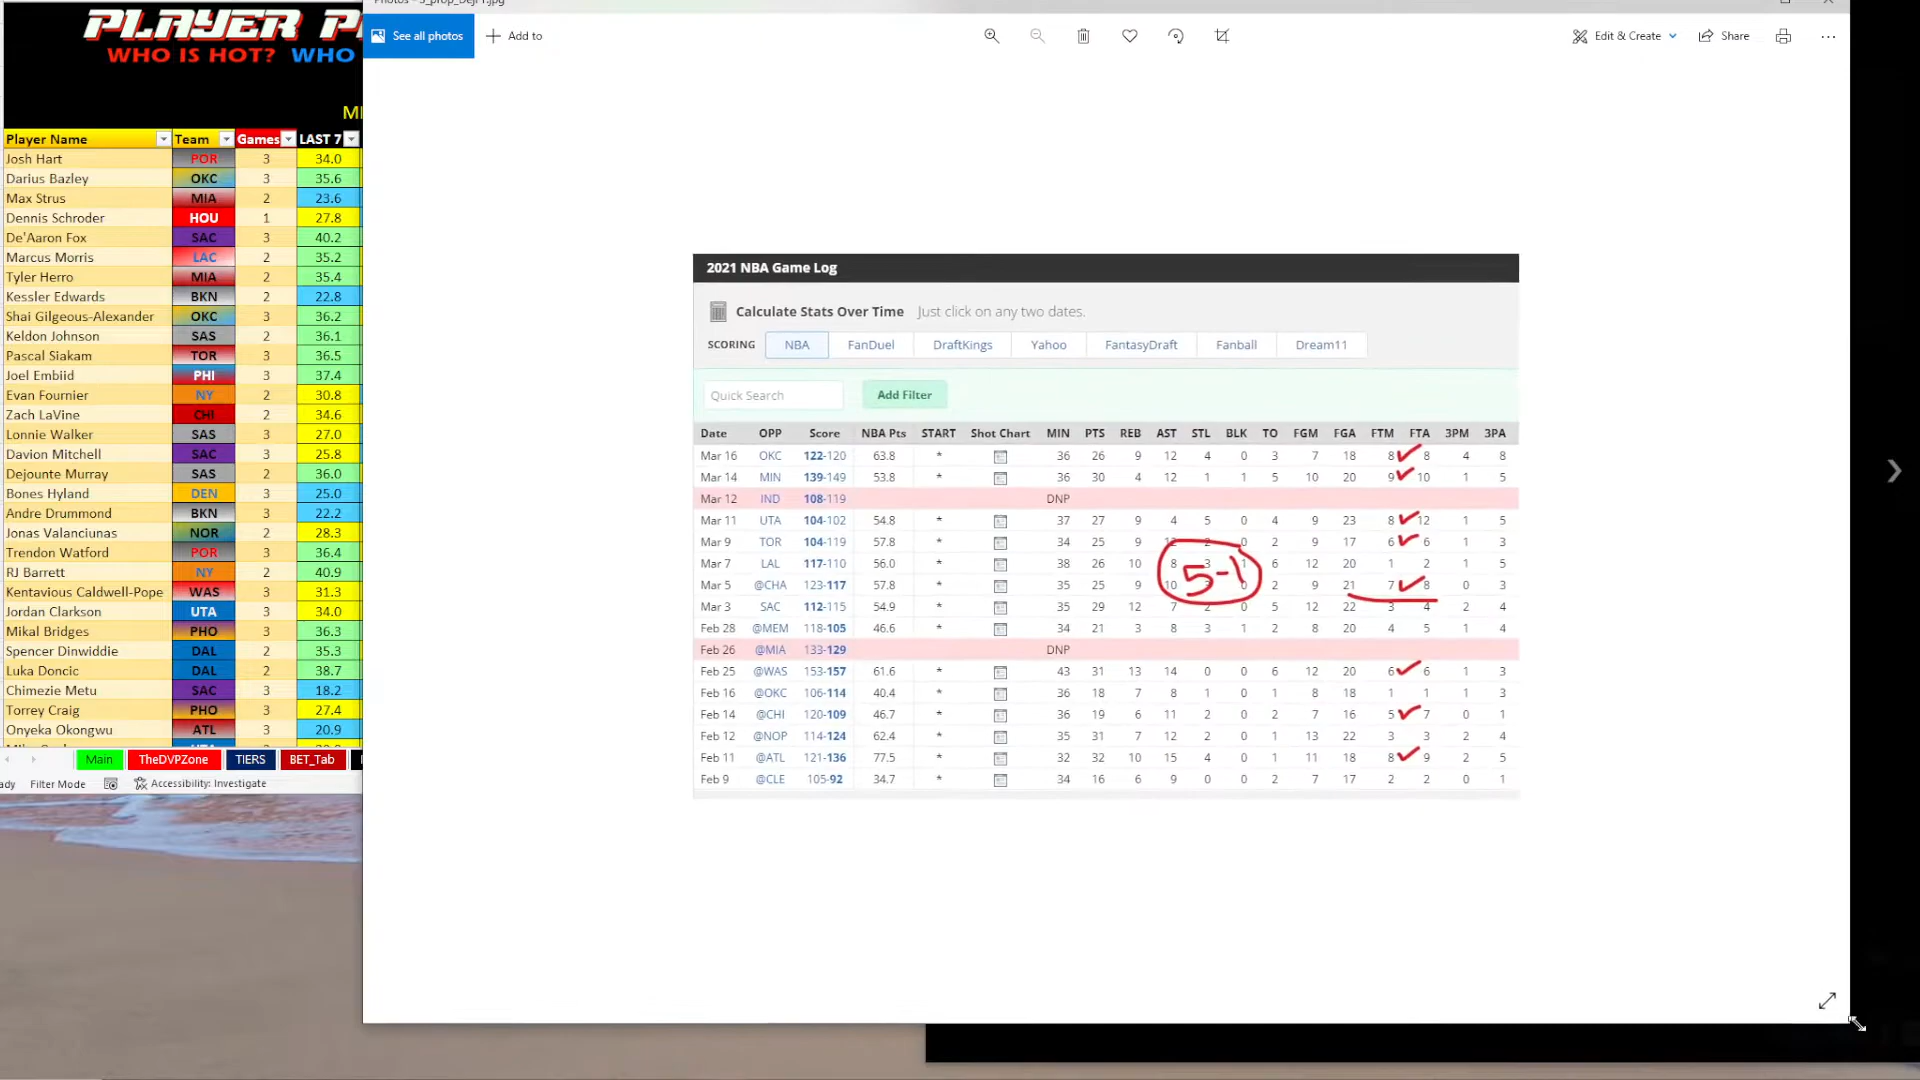 PLAYER P
WHO IS HOT? WHO
See all photos
Add to
Edit & Create
Share
Player Name Team Games LAST 7
Josh Hart POR 3 34.0
Darius Bazley OKC 3 35.6
Max Strus MIA 2 23.6
Dennis Schroder HOU 1 27.8
De'Aaron Fox SAC 3 40.2
Marcus Morris LAC 2 35.2
Tyler Herro MIA 2 35.4
Kessler Edwards BKN 2 22.8
Shai Gilgeous-Alexander OKC 3 36.2
Keldon Johnson SAS 2 36.1
Pascal Siakam TOR 3 36.5
Joel Embiid PHI 3 37.4
Evan Fournier NY 2 30.8
Zach LaVine CHI 2 34.6
Lonnie Walker SAS 3 27.0
Davion Mitchell SAC 3 25.8
Dejounte Murray SAS 2 36.0
Bones Hyland DEN 3 25.0
Andre Drummond BKN 3 22.2
Jonas Valanciunas NOR 2 28.3
Trendon Watford POR 3 36.4
RJ Barrett NY 2 40.9
Kentavious Caldwell-Pope WAS 3 31.3
Jordan Clarkson UTA 3 34.0
Mikal Bridges PHO 3 36.3
Spencer Dinwiddie DAL 2 35.3
Luka Doncic DAL 2 38.7
Chimezie Metu SAC 3 18.2
Torrey Craig PHO 3 27.4
Onyeka Okongwu ATL 3 20.9
Main TheDVPZone TIERS BET_Tab
ady Filter Mode Accessibility: Investigate
2021 NBA Game Log
Calculate Stats Over Time Just click on any two dates.
SCORING NBA FanDuel DraftKings Yahoo FantasyDraft Fanball Dream11
Quick Search Add Filter
Date OPP Score NBA Pts START Shot Chart MIN PTS REB AST STL BLK TO FGM FGA FTM FTA 3PM 3PA
Mar 16 OKC 122-120 63.8 * 36 26 9 12 4 0 3 7 18 8 8 4 8
Mar 14 MIN 139-149 53.8 * 36 30 4 12 1 1 5 10 20 9 10 1 5
Mar 12 IND 108-119 DNP
Mar 11 UTA 104-102 54.8 * 37 27 9 4 5 0 4 9 23 8 12 1 5
Mar 9 TOR 104-119 57.8 * 34 25 9 12 2 0 2 9 17 6 6 1 3
Mar 7 LAL 117-110 56.0 * 38 26 10 8 3 1 6 12 20 1 2 1 5
Mar 5 @CHA 123-117 57.8 * 35 25 9 10 3 0 2 9 21 7 8 0 3
5-1
Mar 3 SAC 112-115 54.9 * 35 29 12 7 2 0 5 12 22 3 4 2 4
Feb 28 @MEM 118-105 46.6 * 34 21 3 8 3 1 2 8 20 4 5 1 4
Feb 26 @MIA 133-129 DNP
Feb 25 @WAS 153-157 61.6 * 43 31 13 14 0 0 6 12 20 6 6 1 3
Feb 16 @OKC 106-114 40.4 * 36 18 7 8 1 0 1 8 18 1 1 1 3
Feb 14 @CHI 120-109 46.7 * 36 19 6 11 2 0 2 7 16 5 7 0 1
Feb 12 @NOP 114-124 62.4 * 35 31 7 12 2 0 1 13 22 3 3 2 4
Feb 11 @ATL 121-136 77.5 * 32 32 10 15 4 0 1 11 18 8 9 2 5
Feb 9 @CLE 105-92 34.7 * 34 16 6 9 0 0 2 7 17 2 2 0 1